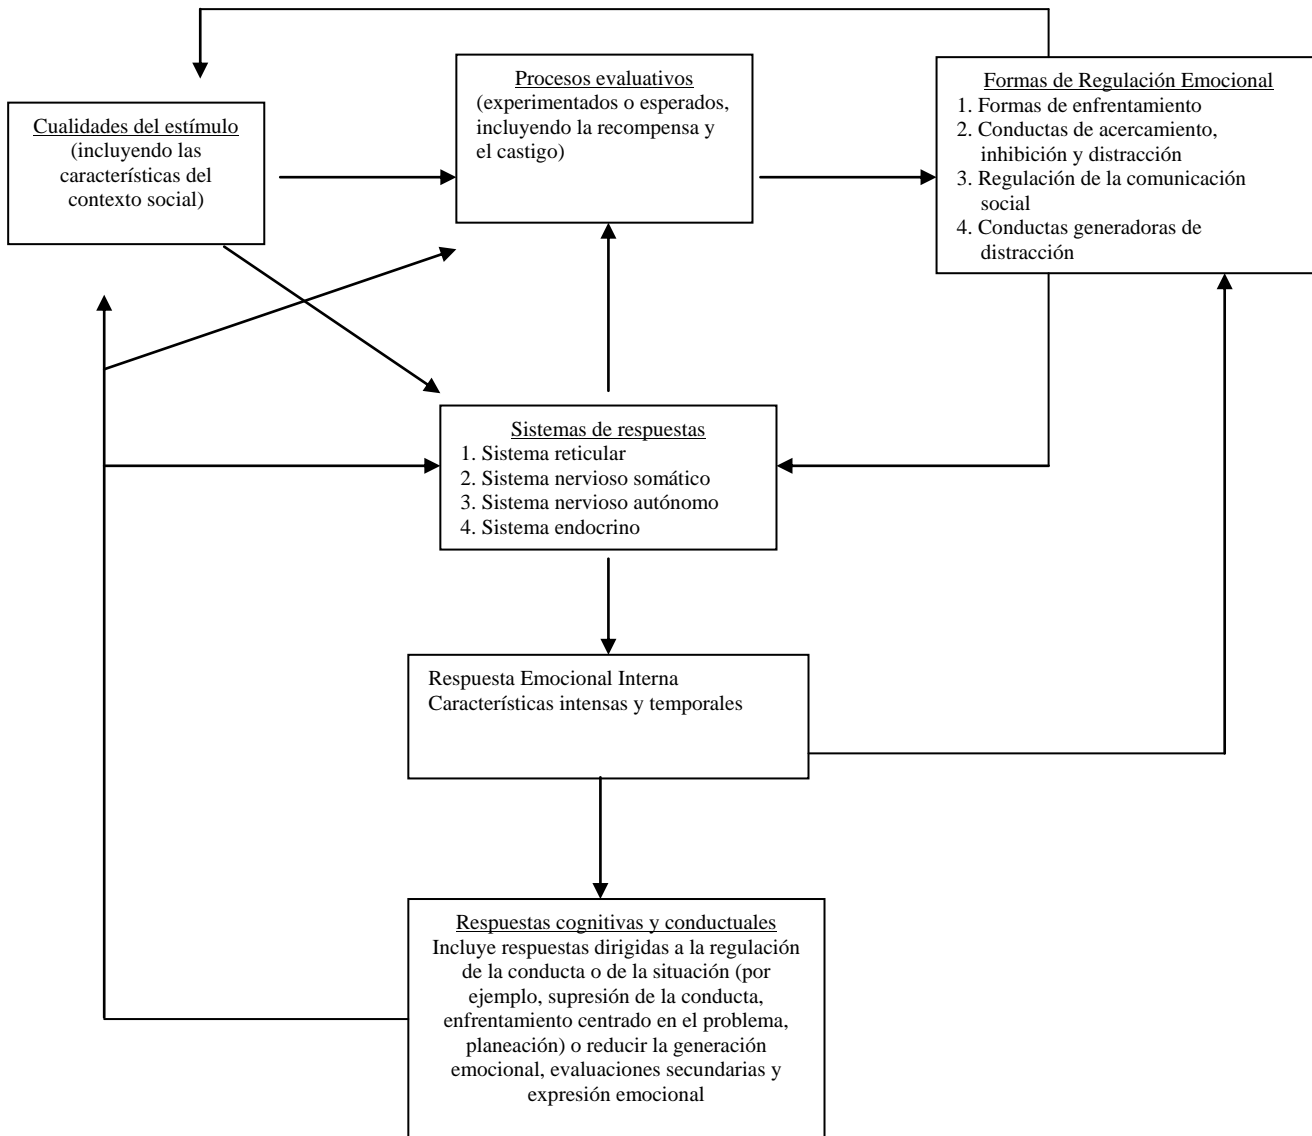 Cualidades del estímulo
(incluyendo las
características del
contexto social)
Procesos evaluativos
(experimentados o esperados,
incluyendo la recompensa y
el castigo)
Formas de Regulación Emocional
1. Formas de enfrentamiento
2. Conductas de acercamiento,
inhibición y distracción
3. Regulación de la comunicación
social
4. Conductas generadoras de
distracción
Sistemas de respuestas
1. Sistema reticular
2. Sistema nervioso somático
3. Sistema nervioso autónomo
4. Sistema endocrino
Respuesta Emocional Interna
Características intensas y temporales
Respuestas cognitivas y conductuales
Incluye respuestas dirigidas a la regulación
de la conducta o de la situación (por
ejemplo, supresión de la conducta,
enfrentamiento centrado en el problema,
planeación) o reducir la generación
emocional, evaluaciones secundarias y
expresión emocional